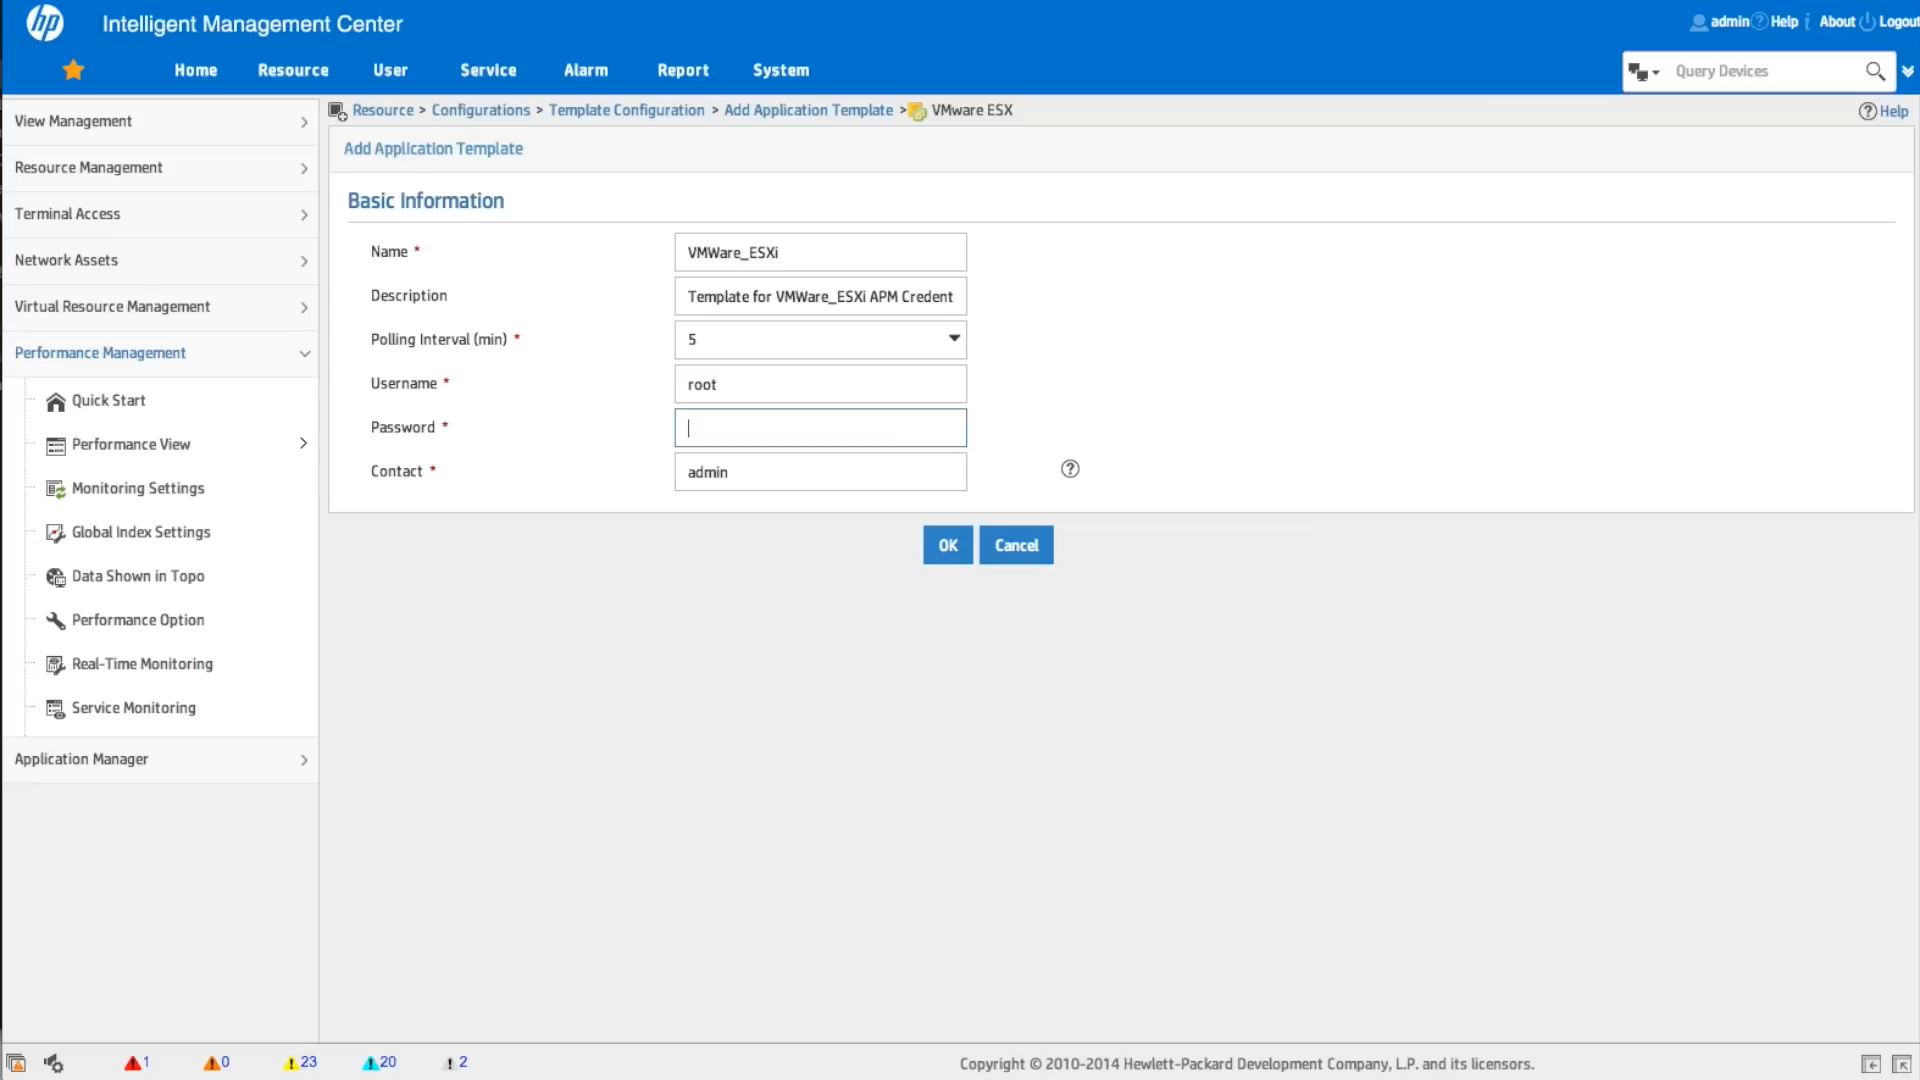 hp Intelligent Management Center
admin Help About Logout
Home Resource User Service Alarm Report System
Query Devices
View Management
Resource Management
Terminal Access
Network Assets
Virtual Resource Management
Performance Management
Quick Start
Performance View
Monitoring Settings
Global Index Settings
Data Shown in Topo
Performance Option
Real-Time Monitoring
Service Monitoring
Application Manager
Resource > Configurations > Template Configuration > Add Application Template > VMware ESX
Help
Add Application Template
Basic Information
Name * VMWare_ESXi
Description Template for VMWare_ESXi APM Credent
Polling Interval (min) * 5
Username * root
Password *
Contact * admin
OK Cancel
1 0 23 20 2
Copyright © 2010-2014 Hewlett-Packard Development Company, L.P. and its licensors.